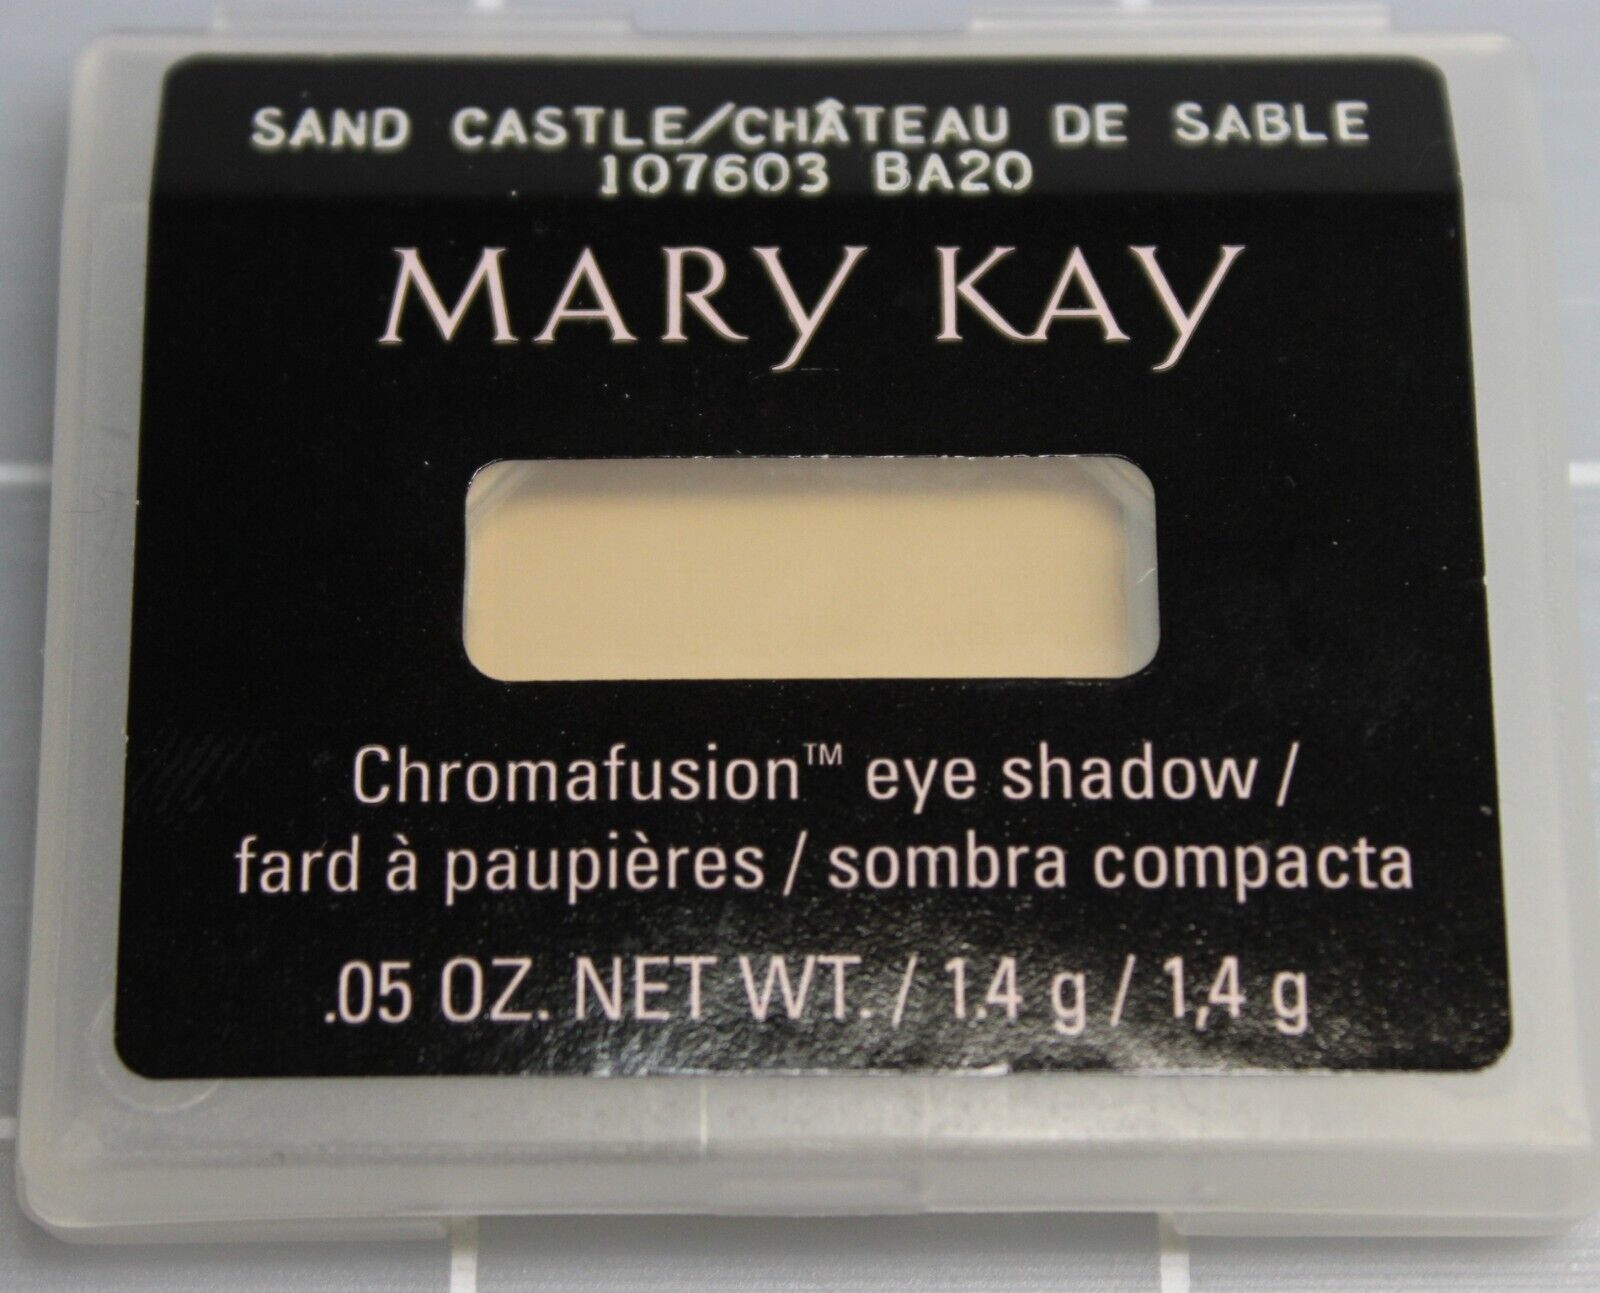 SAND CASTLE/CHÂTEAU DE SABLE
107603 BA20
MARY KAY
Chromafusion™ eye shadow /
fard à paupières / sombra compacta
.05 OZ. NET WT. / 1.4 g / 1,4 g